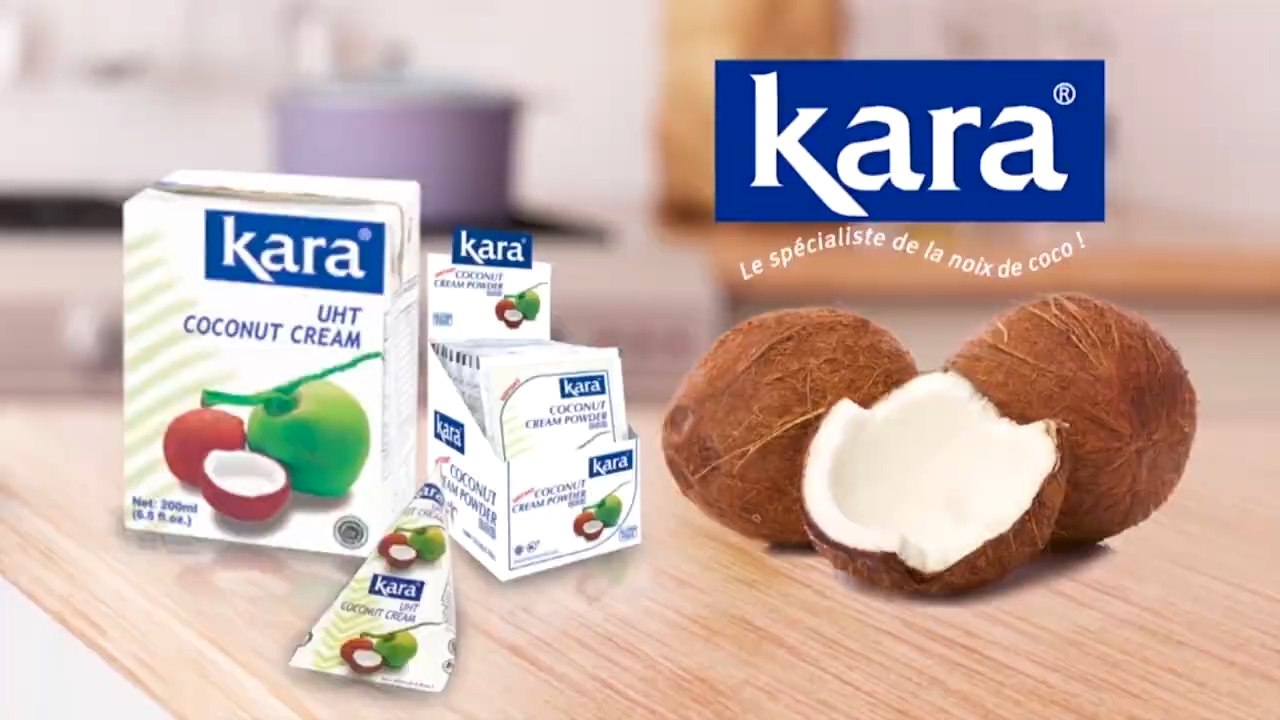 kara®
Le spécialiste de la noix de coco !
kara®
UHT
COCONUT CREAM
Net: 200ml
(6.8 fl.oz.)
kara
COCONUT
CREAM POWDER
kara
COCONUT
CREAM POWDER
kara
COCONUT
CREAM POWDER
kara
COCONUT
kara
UHT
COCONUT CREAM